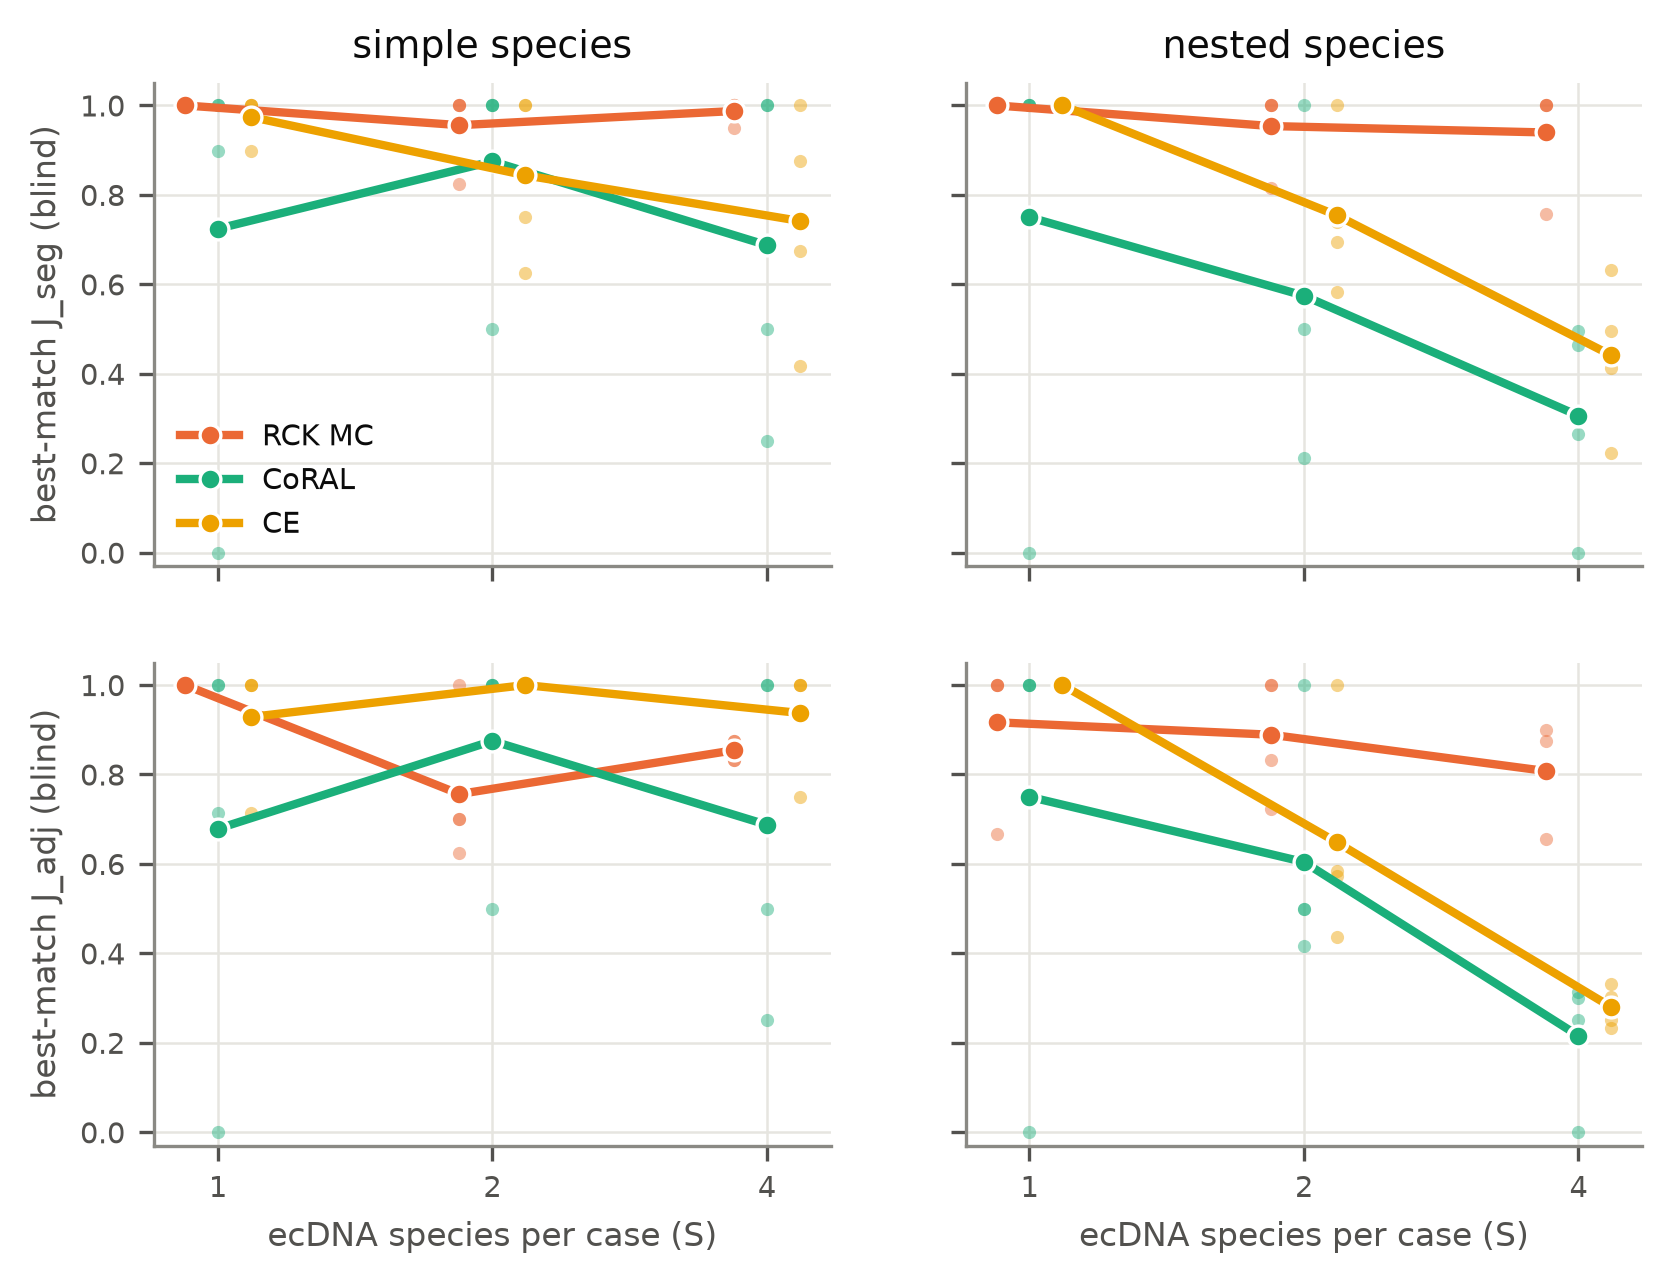 simple species
nested species
best-match J_seg (blind)
1.0
0.8
0.6
0.4
0.2
0.0
RCK MC
CoRAL
CE
best-match J_adj (blind)
1.0
0.8
0.6
0.4
0.2
0.0
1 2 4
1 2 4
ecDNA species per case (S)
ecDNA species per case (S)